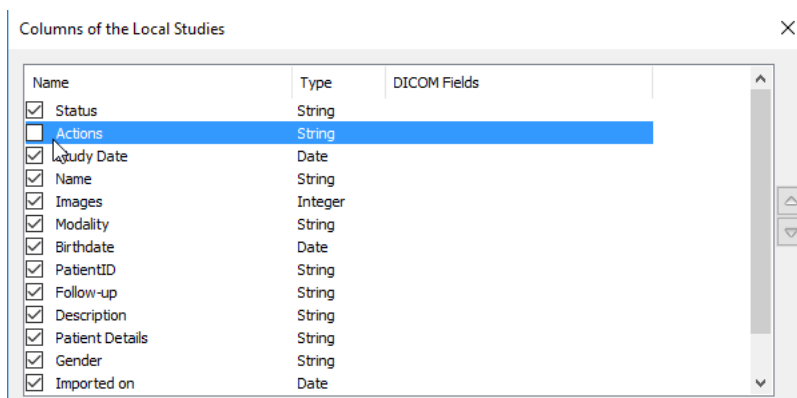 Columns of the Local Studies
Name Type DICOM Fields
Status String
Actions String
Study Date Date
Name String
Images Integer
Modality String
Birthdate Date
PatientID String
Follow-up String
Description String
Patient Details String
Gender String
Imported on Date